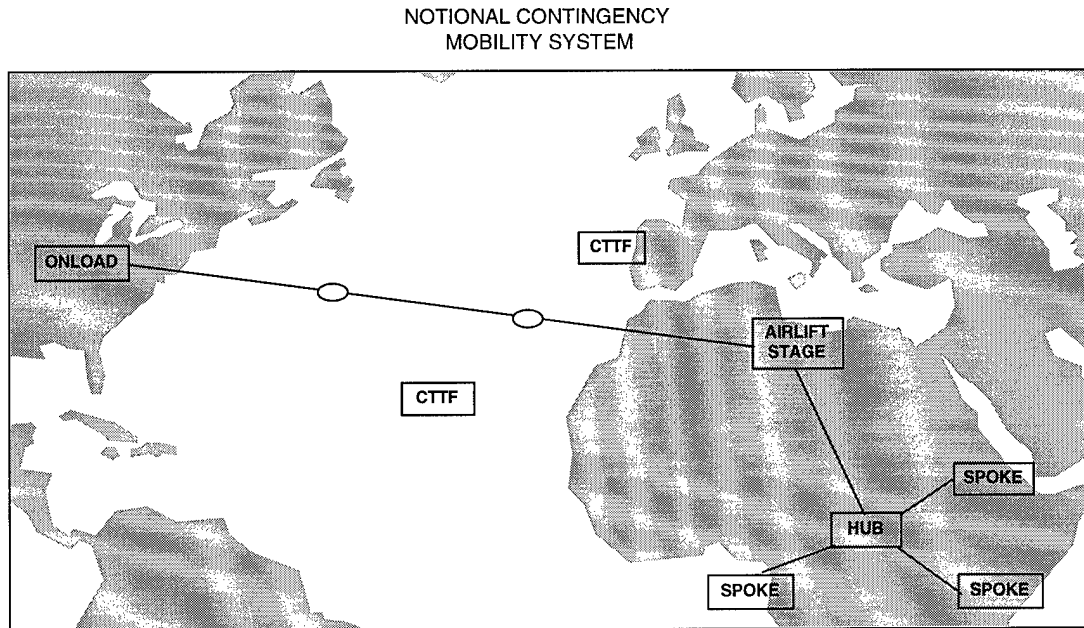 NOTIONAL CONTINGENCY
MOBILITY SYSTEM
CTTF
ONLOAD
AIRLIFT
STAGE
CTTF
SPOKE
HUB
SPOKE
SPOKE